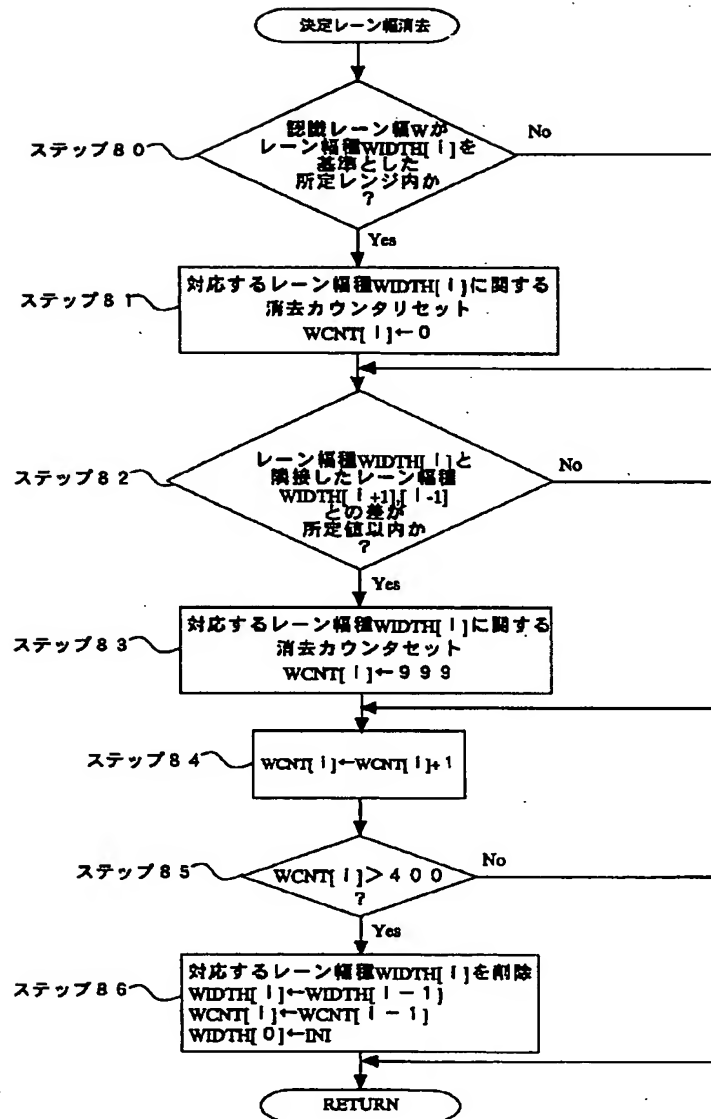 決定レーン幅消去
認識レーン幅Wが
レーン幅種WIDTH[ i ]を
基準とした
所定レンジ内か
?
No
ステップ80
Yes
対応するレーン幅種WIDTH[ i ]に関する
消去カウンタリセット
WCNT[ i ]←0
ステップ81
レーン幅種WIDTH[ i ]と
隣接したレーン幅種
WIDTH[ i +1],[ i -1]
との差が
所定値以内か
?
No
ステップ82
Yes
対応するレーン幅種WIDTH[ i ]に関する
消去カウンタセット
WCNT[ i ]←999
ステップ83
ステップ84
WCNT[ i ]←WCNT[ i ]+1
ステップ85
WCNT[ i ]>400
?
No
Yes
対応するレーン幅種WIDTH[ i ]を削除
WIDTH[ i ]←WIDTH[ i - 1]
WCNT[ i ]←WCNT[ i - 1]
WIDTH[ 0 ]←INI
ステップ86
RETURN